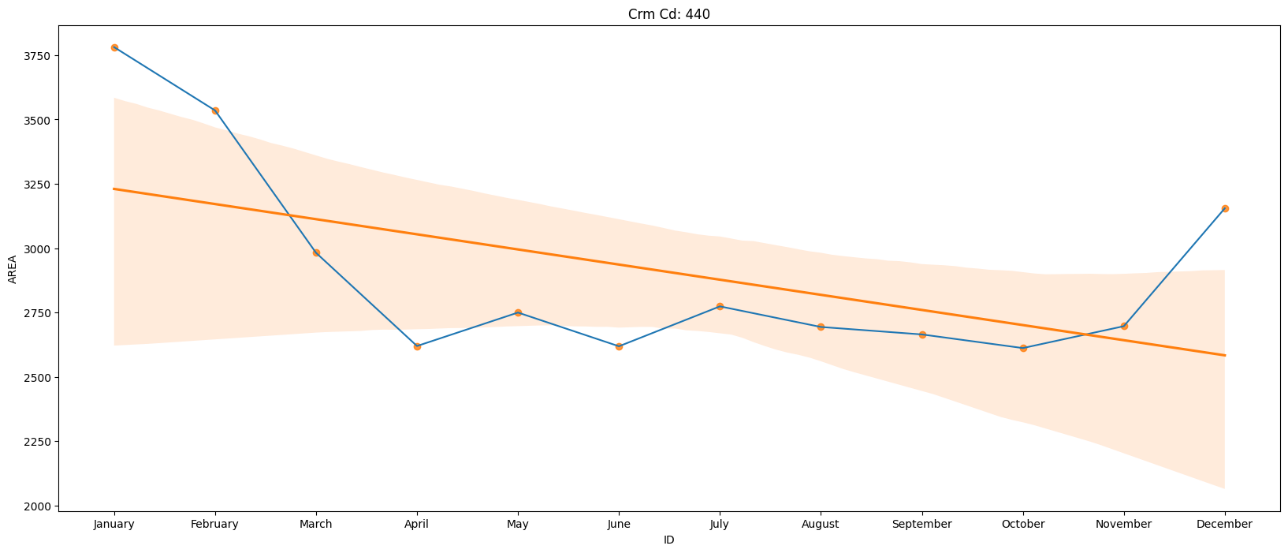 Crm Cd: 440
AREA
3750
3500
3250
3000
2750
2500
2250
2000
January February March April May June July August September October November December
ID